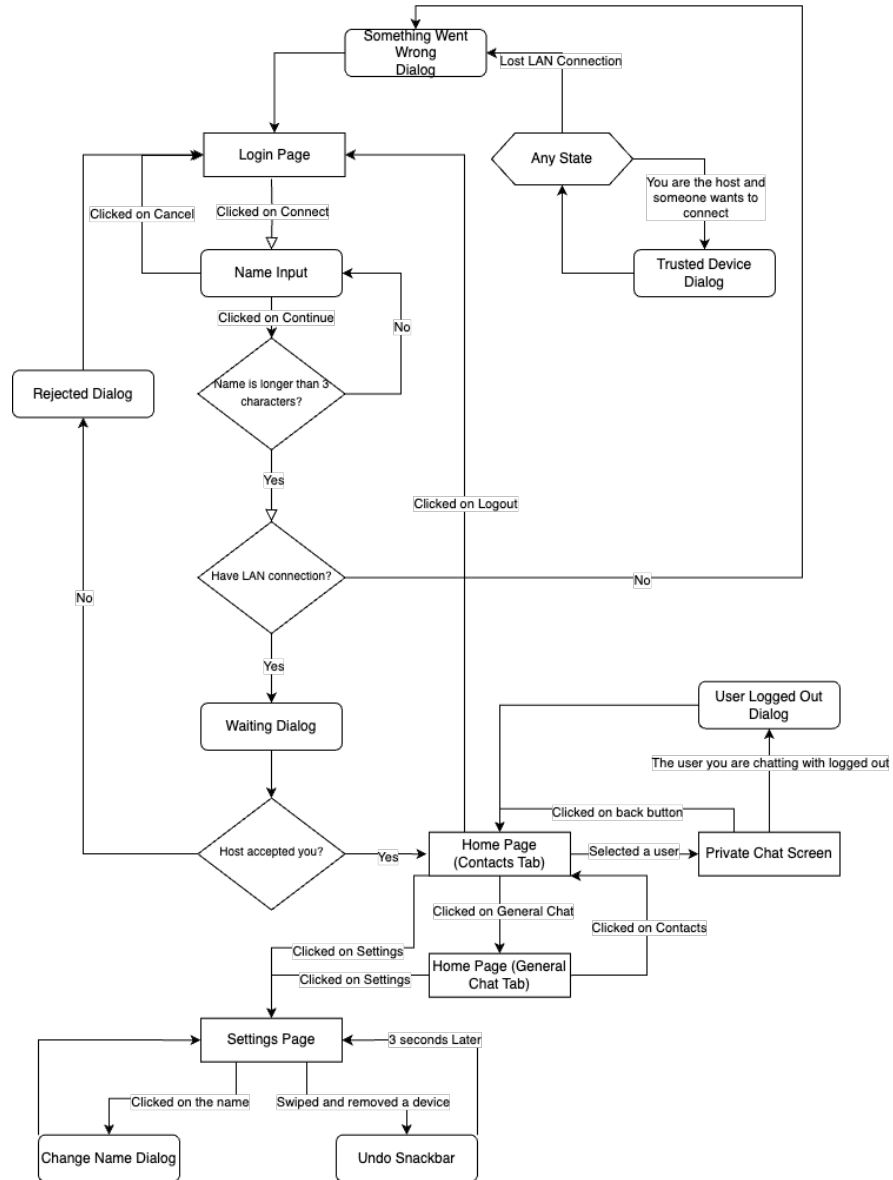 Something Went
Wrong
Dialog
Lost LAN Connection
Login Page
Any State
Clicked on Cancel
Clicked on Connect
You are the host and
someone wants to
connect
Name Input
Trusted Device
Dialog
Clicked on Continue
No
Rejected Dialog
Name is longer than 3
characters?
Yes
Clicked on Logout
Have LAN connection?
No
No
Yes
User Logged Out
Dialog
Waiting Dialog
The user you are chatting with logged out
Clicked on back button
Host accepted you?
Yes
Home Page
(Contacts Tab)
Selected a user
Private Chat Screen
Clicked on General Chat
Clicked on Contacts
Clicked on Settings
Home Page (General
Chat Tab)
Clicked on Settings
Settings Page
3 seconds Later
Clicked on the name
Swiped and removed a device
Change Name Dialog
Undo Snackbar